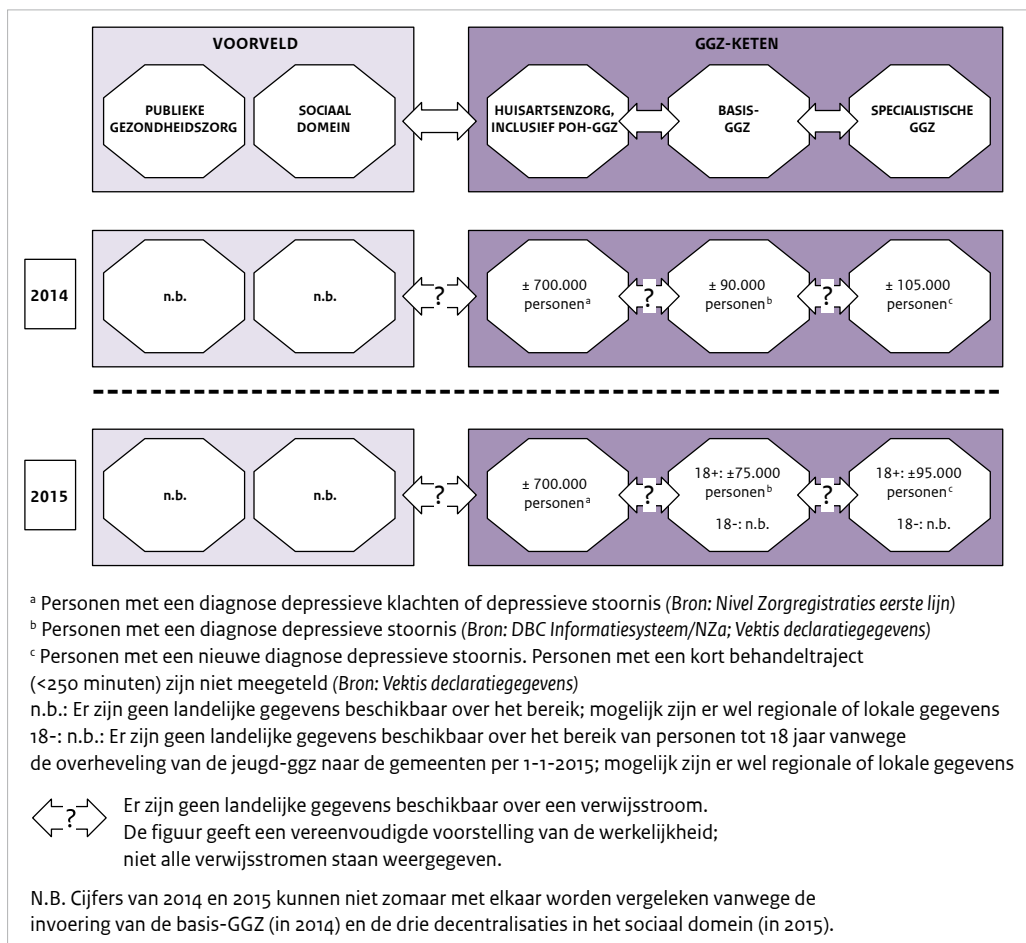 VOORVELD
GGZ-KETEN
PUBLIEKE
GEZONDHEIDSZORG
SOCIAAL
DOMEIN
HUISARTSENZORG,
INCLUSIEF POH-GGZ
BASIS-
GGZ
SPECIALISTISCHE
GGZ
2014
n.b.
n.b.
?
± 700.000
personenᵃ
?
± 90.000
personenᵇ
?
± 105.000
personenᶜ
2015
n.b.
n.b.
?
± 700.000
personenᵃ
?
18+: ±75.000
personenᵇ
18-: n.b.
?
18+: ±95.000
personenᶜ
18-: n.b.
ᵃ Personen met een diagnose depressieve klachten of depressieve stoornis (Bron: Nivel Zorgregistraties eerste lijn)
ᵇ Personen met een diagnose depressieve stoornis (Bron: DBC Informatiesysteem/NZa; Vektis declaratiegegevens)
ᶜ Personen met een nieuwe diagnose depressieve stoornis. Personen met een kort behandeltraject
(<250 minuten) zijn niet meegeteld (Bron: Vektis declaratiegegevens)
n.b.: Er zijn geen landelijke gegevens beschikbaar over het bereik; mogelijk zijn er wel regionale of lokale gegevens
18-: n.b.: Er zijn geen landelijke gegevens beschikbaar over het bereik van personen tot 18 jaar vanwege
de overheveling van de jeugd-ggz naar de gemeenten per 1-1-2015; mogelijk zijn er wel regionale of lokale gegevens
?
Er zijn geen landelijke gegevens beschikbaar over een verwijsstroom.
De figuur geeft een vereenvoudigde voorstelling van de werkelijkheid;
niet alle verwijsstromen staan weergegeven.
N.B. Cijfers van 2014 en 2015 kunnen niet zomaar met elkaar worden vergeleken vanwege de
invoering van de basis-GGZ (in 2014) en de drie decentralisaties in het sociaal domein (in 2015).